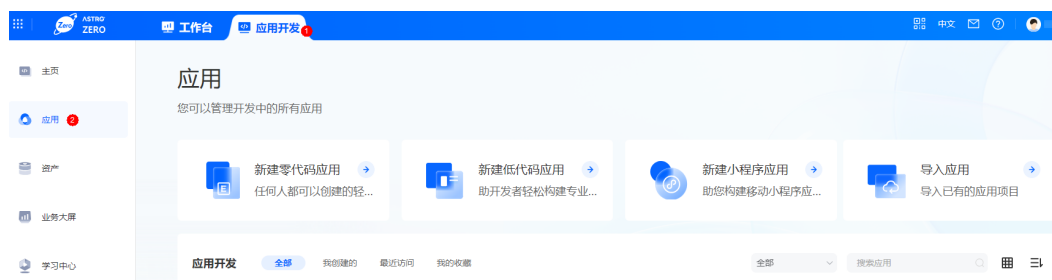 Zero ASTRO ZERO 工作台 应用开发 1 中文
主页
应用 2
资产
业务大屏
学习中心
应用
您可以管理开发中的所有应用
新建零代码应用
任何人都可以创建的轻...
新建低代码应用
助开发者轻松构建专业...
新建小程序应用
助您构建移动小程序应...
导入应用
导入已有的应用项目
应用开发 全部 我创建的 最近访问 我的收藏 全部 搜索应用